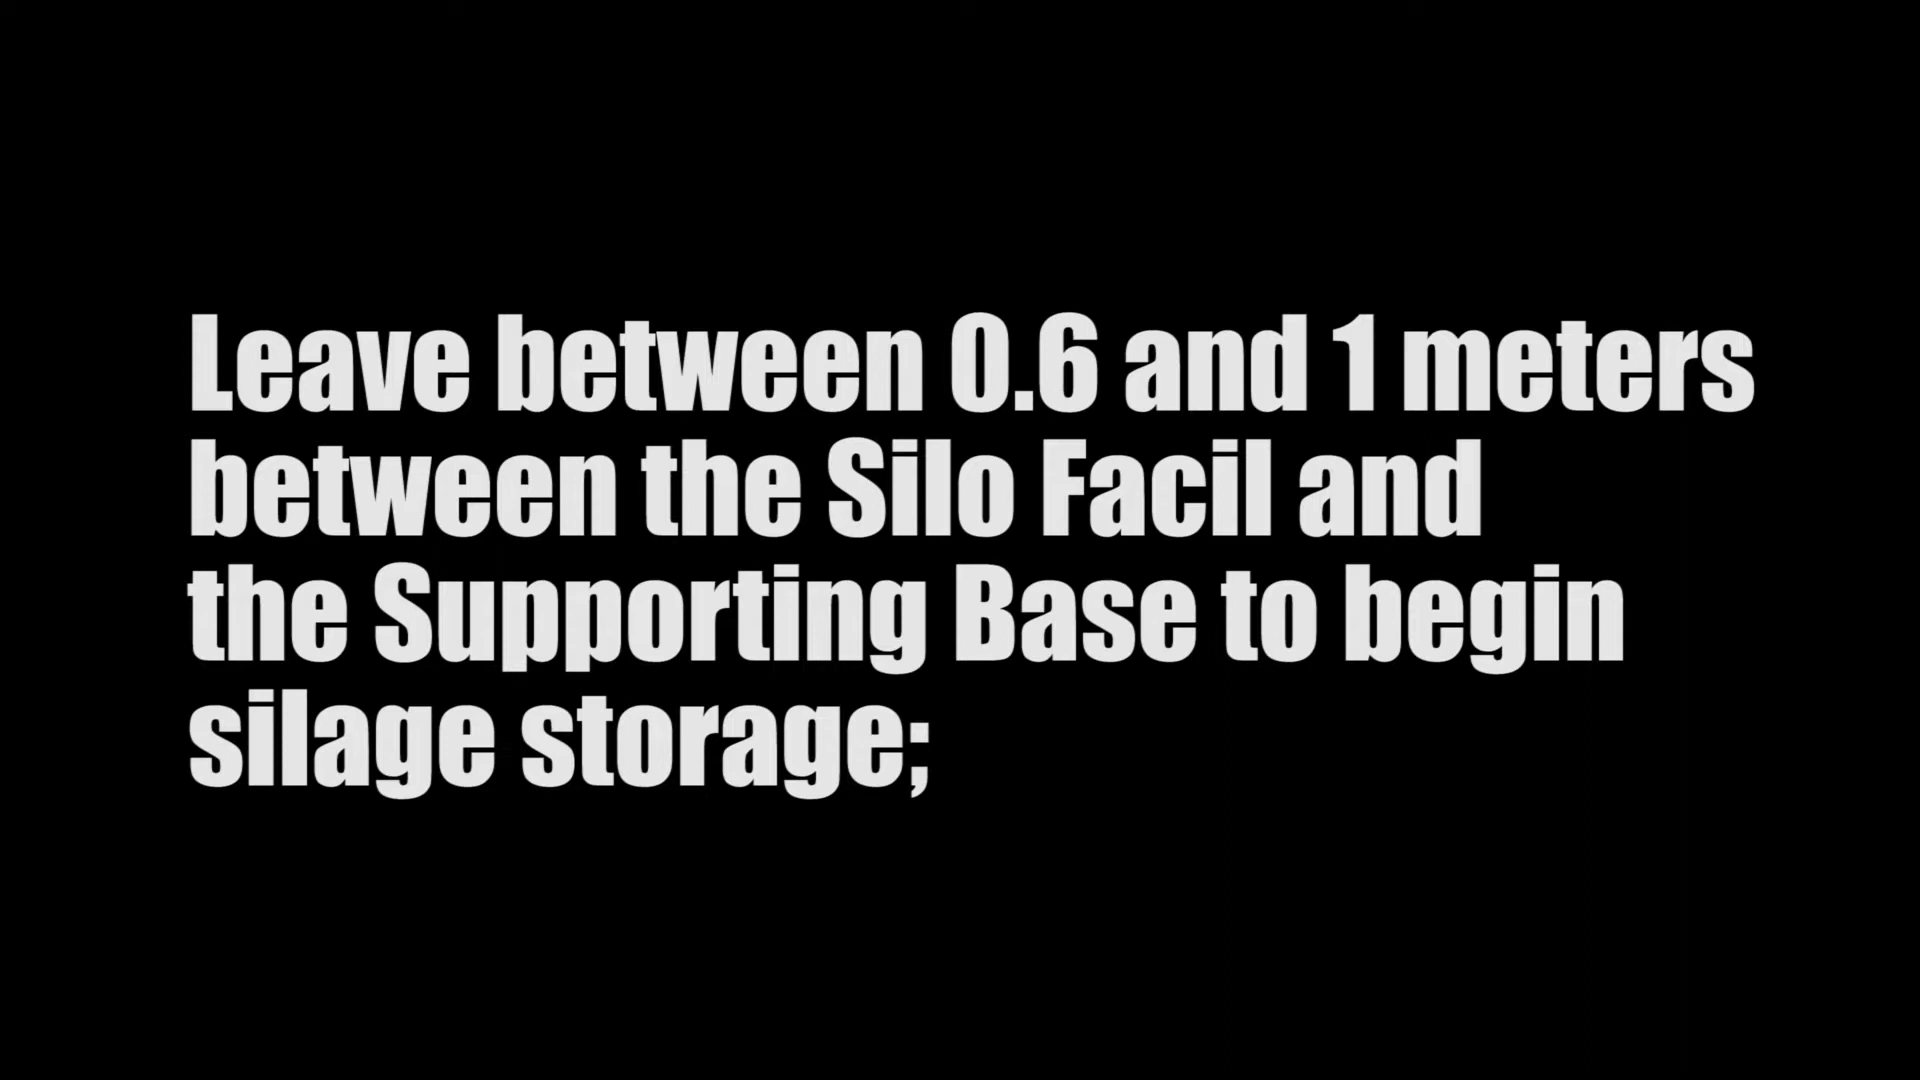 Leave between 0.6 and 1 meters
between the Silo Facil and
the Supporting Base to begin
silage storage;